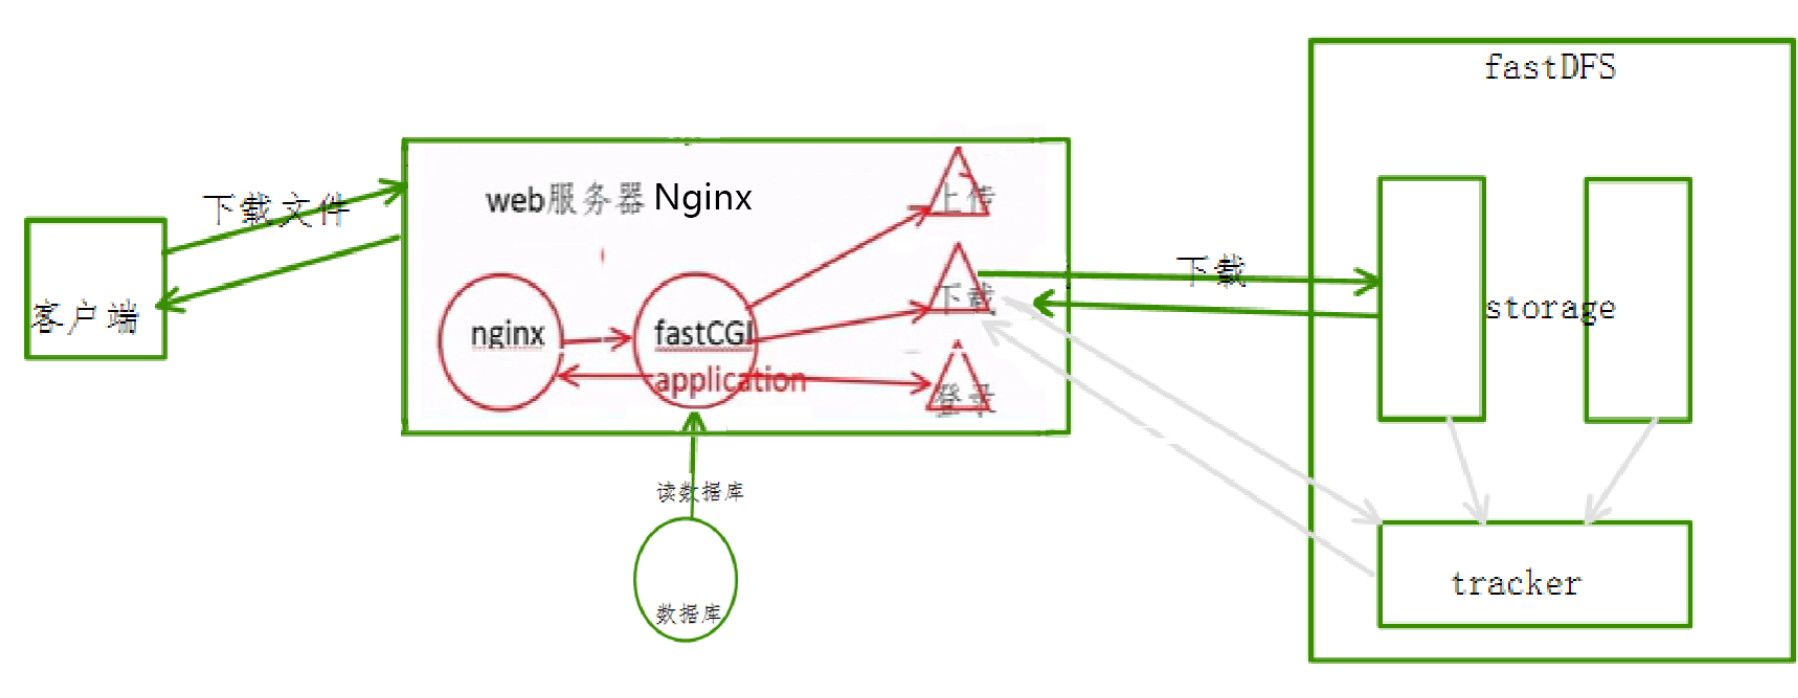 fastDFS
web服务器 Nginx
上传
下载文件
下载
下载
客户端
storage
nginx
fastCGI
application
登录
读数据库
数据库
tracker